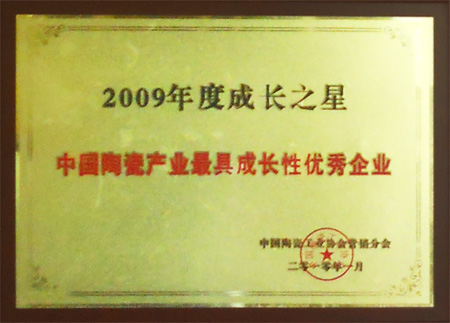 2009年度成长之星
中国陶瓷产业最具成长性优秀企业
中国陶瓷工业协会营销分会
二零一零年一月